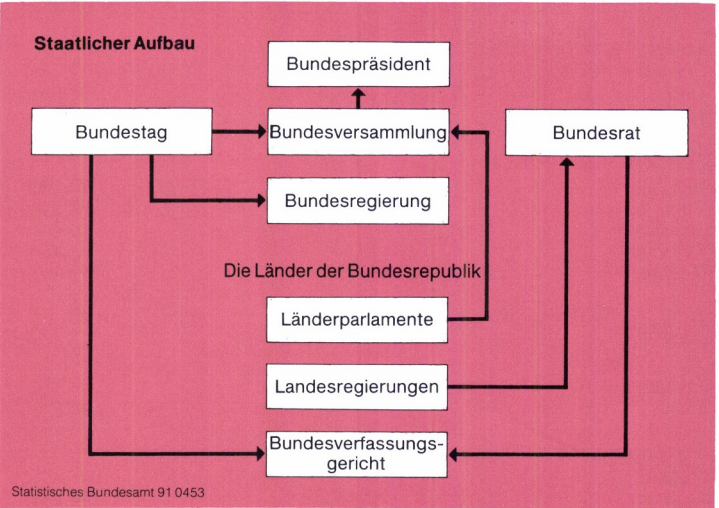 Staatlicher Aufbau
Bundespräsident
Bundestag
Bundesversammlung
Bundesrat
Bundesregierung
Die Länder der Bundesrepublik
Länderparlamente
Landesregierungen
Bundesverfassungs-
gericht
Statistisches Bundesamt 91 0453